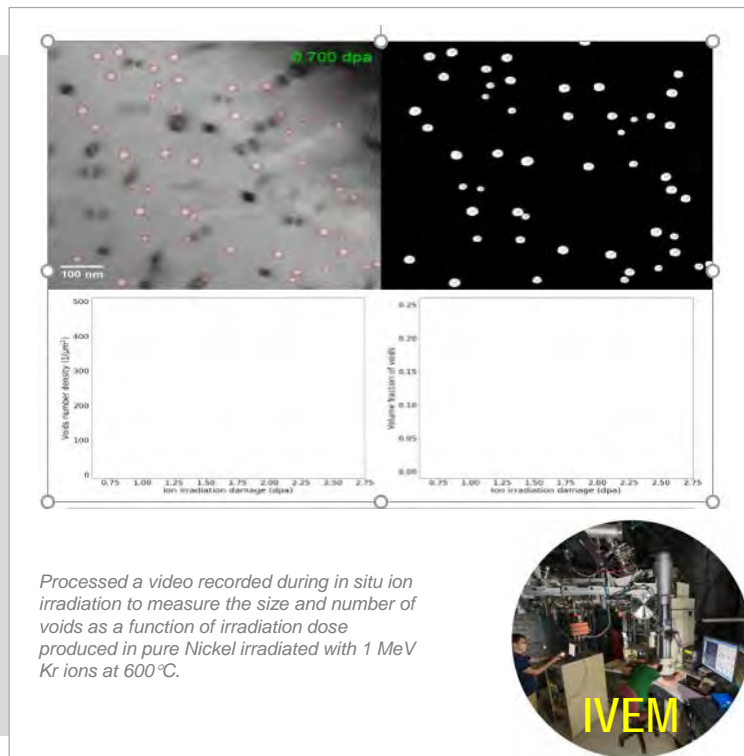 0.700 dpa
100 nm
Voids number density (1/μm²)
500
400
300
200
100
0
0.75 1.00 1.25 1.50 1.75 2.00 2.25 2.50 2.75
Ion irradiation damage (dpa)
Volume fraction of voids
0.25
0.20
0.15
0.10
0.95
0.00
0.75 1.00 1.25 1.50 1.75 2.00 2.25 2.50 2.75
Ion irradiation damage (dpa)
Processed a video recorded during in situ ion
irradiation to measure the size and number of
voids as a function of irradiation dose
produced in pure Nickel irradiated with 1 MeV
Kr ions at 600°C.
IVEM